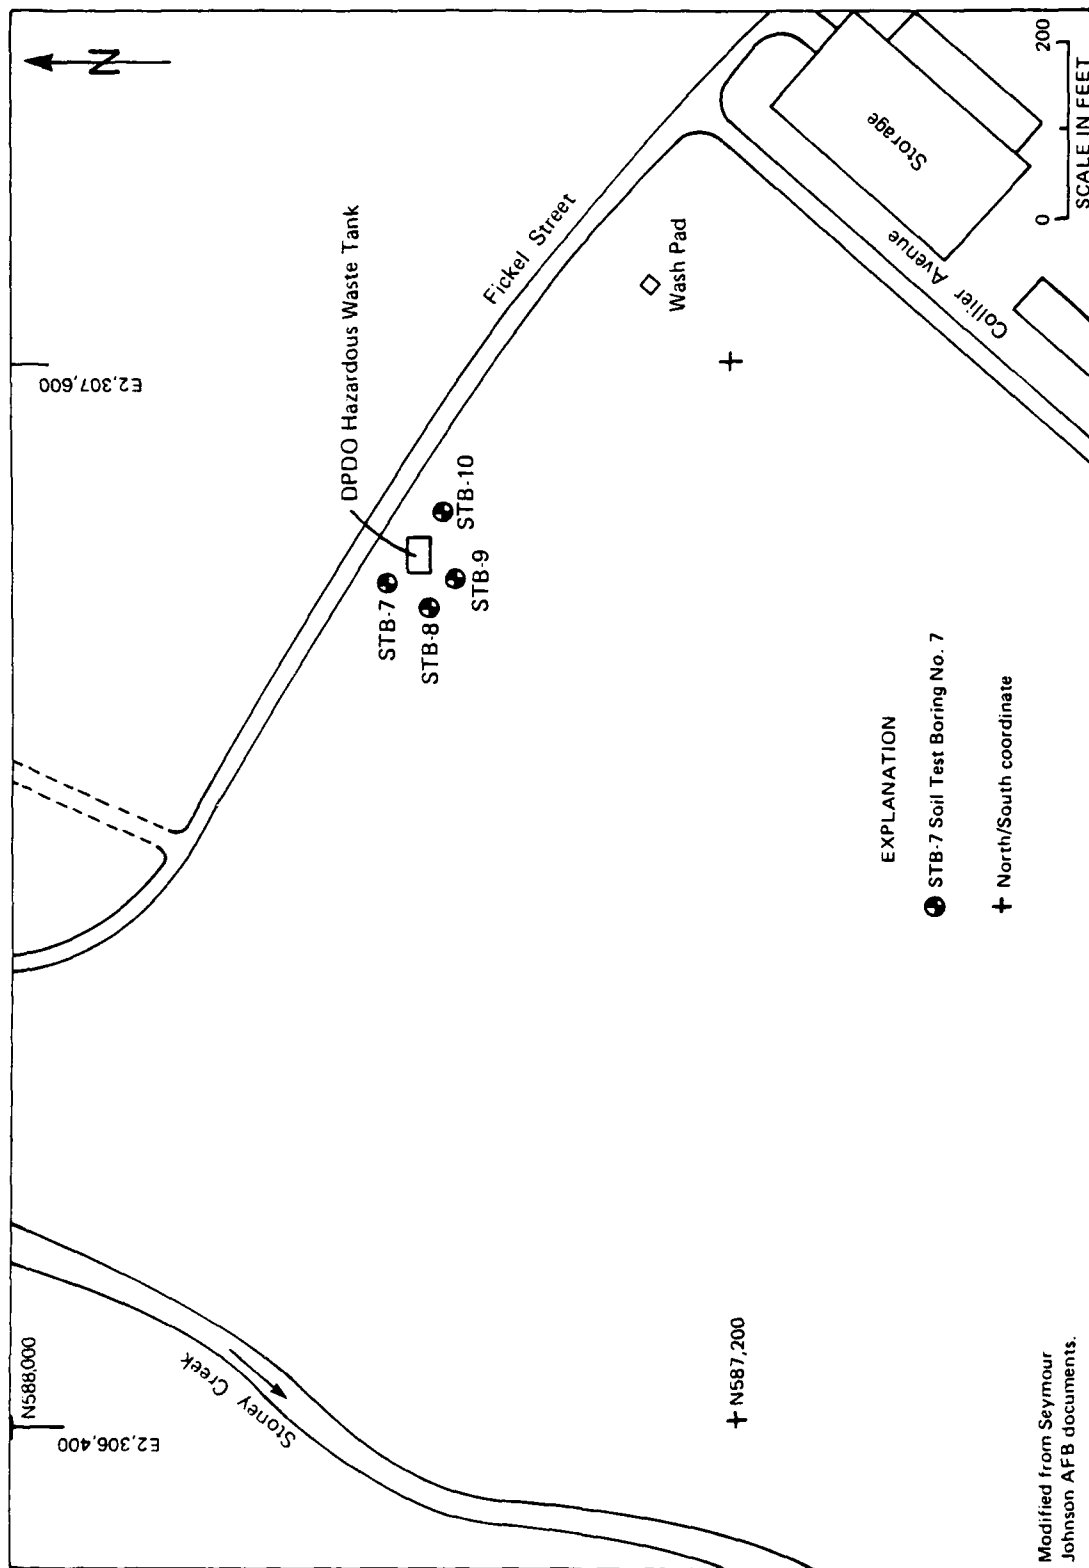 N588,000
E2,306,400
E2,307,600
N
Stoney Creek
N587,200
STB-7
STB-8
STB-9
STB-10
DPDO Hazardous Waste Tank
Fickel Street
Wash Pad
Collier Avenue
Storage
EXPLANATION
STB-7 Soil Test Boring No. 7
North/South coordinate
0 200
SCALE IN FEET
Modified from Seymour
Johnson AFB documents.